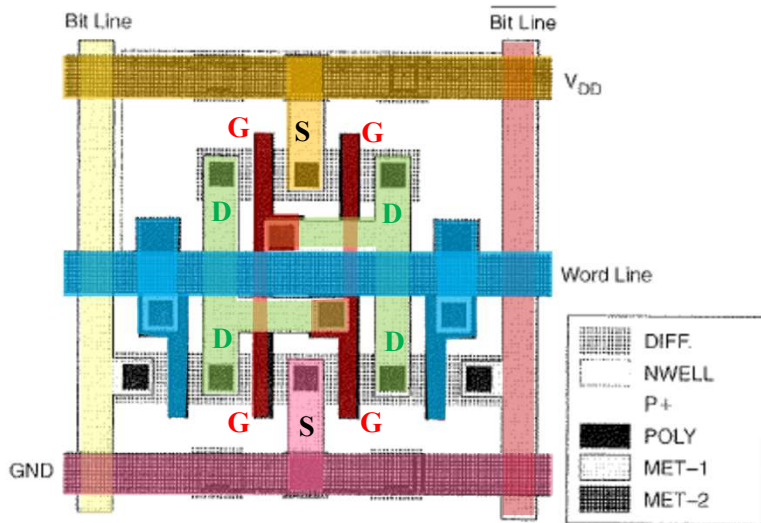 Bit Line
Bit Line
V_DD
G
S
G
D
D
Word Line
D
D
G
S
G
GND
DIFF.
NWELL
P+
POLY
MET-1
MET-2